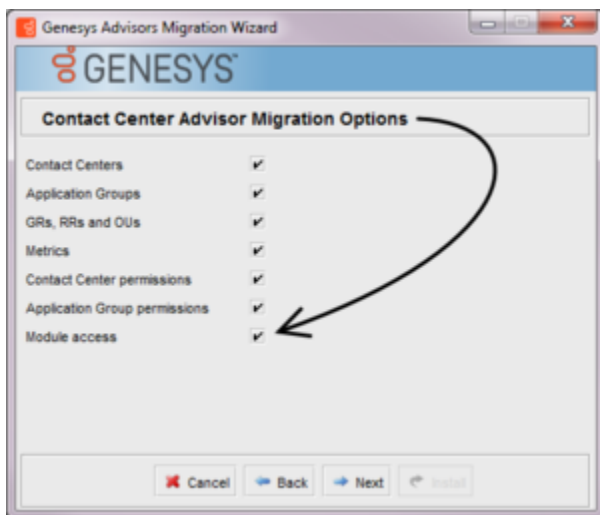 Genesys Advisors Migration Wizard
GENESYS™
Contact Center Advisor Migration Options
Contact Centers
Application Groups
GRs, RRs and OUs
Metrics
Contact Center permissions
Application Group permissions
Module access
Cancel
Back
Next
Install